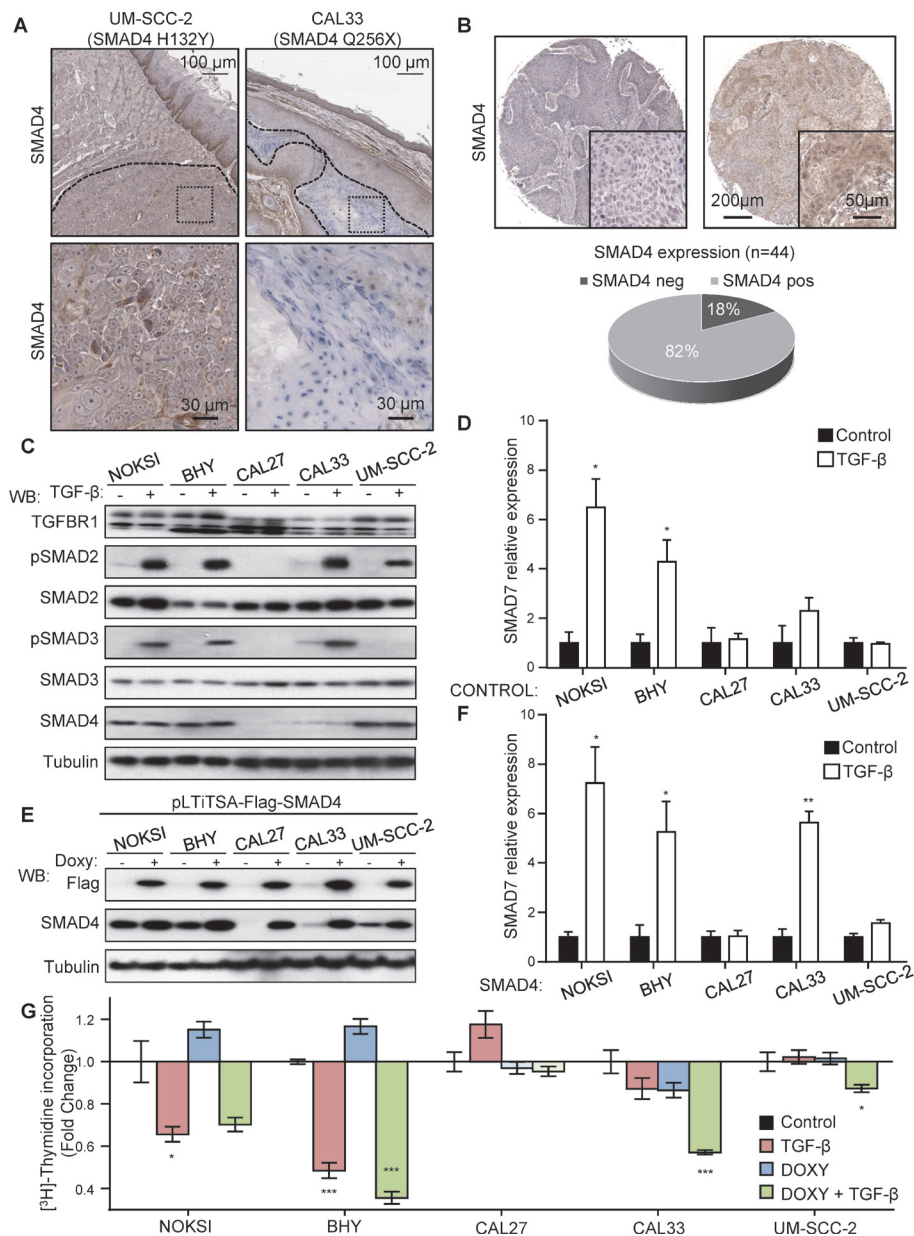 A
UM-SCC-2
(SMAD4 H132Y)
CAL33
(SMAD4 Q256X)
SMAD4
100 µm
100 µm
SMAD4
30 µm
30 µm
B
SMAD4
200µm
50µm
SMAD4 expression (n=44)
SMAD4 neg
SMAD4 pos
18%
82%
C
NOKSI
BHY
CAL27
CAL33
UM-SCC-2
WB:
TGF-β: - + - + - + - + - +
TGFBR1
pSMAD2
SMAD2
pSMAD3
SMAD3
SMAD4
Tubulin
D
SMAD7 relative expression
10
8
6
4
2
0
Control
TGF-β
*
*
CONTROL:
NOKSI
BHY
CAL27
CAL33
UM-SCC-2
E
pLTiTSA-Flag-SMAD4
NOKSI
BHY
CAL27
CAL33
UM-SCC-2
Doxy: - + - + - + - + - +
WB:
Flag
SMAD4
Tubulin
F
SMAD7 relative expression
10
8
6
4
2
0
Control
TGF-β
*
*
**
SMAD4:
NOKSI
BHY
CAL27
CAL33
UM-SCC-2
G
[³H]-Thymidine incorporation
(Fold Change)
1.2
1.0
0.8
0.6
0.4
*
***
***
***
*
Control
TGF-β
DOXY
DOXY + TGF-β
NOKSI
BHY
CAL27
CAL33
UM-SCC-2